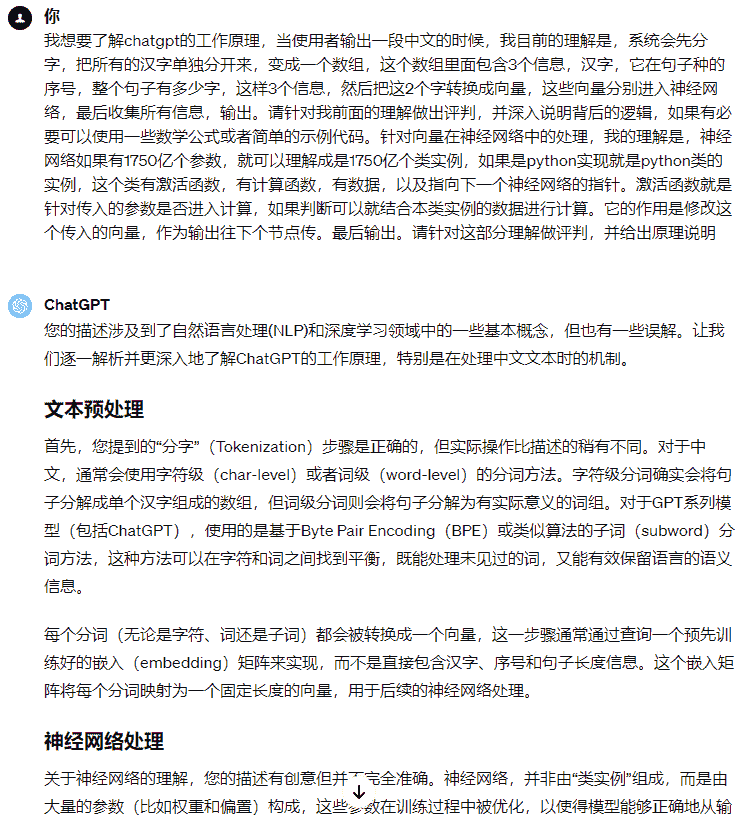 你
我想要了解chatgpt的工作原理，当使用者输出一段中文的时候，我目前的理解是，系统会先分
字，把所有的汉字单独分开来，变成一个数组，这个数组里面包含3个信息，汉字，它在句子种的
序号，整个句子有多少字，这样3个信息，然后把这2个字转换成向量，这些向量分别进入神经网
络，最后收集所有信息，输出。请针对我前面的理解做出评判，并深入说明背后的逻辑，如果有必
要可以使用一些数学公式或者简单的示例代码。针对向量在神经网络中的处理，我的理解是，神经
网络如果有1750亿个参数，就可以理解成是1750亿个类实例，如果是python实现就是python类的
实例，这个类有激活函数，有计算函数，有数据，以及指向下一个神经网络的指针。激活函数就是
针对传入的参数是否进入计算，如果判断可以就结合本类实例的数据进行计算。它的作用是修改这
个传入的向量，作为输出往下个节点传。最后输出。请针对这部分理解做评判，并给出原理说明
ChatGPT
您的描述涉及到了自然语言处理(NLP)和深度学习领域中的一些基本概念，但也有一些误解。让我
们逐一解析并更深入地了解ChatGPT的工作原理，特别是在处理中文文本时的机制。
文本预处理
首先，您提到的“分字”（Tokenization）步骤是正确的，但实际操作比描述的稍有不同。对于中
文，通常会使用字符级（char-level）或者词级（word-level）的分词方法。字符级分词确实会将句
子分解成单个汉字组成的数组，但词级分词则会将句子分解为有实际意义的词组。对于GPT系列模
型（包括ChatGPT），使用的是基于Byte Pair Encoding（BPE）或类似算法的子词（subword）分
词方法，这种方法可以在字符和词之间找到平衡，既能处理未见过的词，又能有效保留语言的语义
信息。
每个分词（无论是字符、词还是子词）都会被转换成一个向量，这一步骤通常通过查询一个预先训
练好的嵌入（embedding）矩阵来实现，而不是直接包含汉字、序号和句子长度信息。这个嵌入矩
阵将每个分词映射为一个固定长度的向量，用于后续的神经网络处理。
神经网络处理
关于神经网络的理解，您的描述有创意但并不完全准确。神经网络，并非由“类实例”组成，而是由
大量的参数（比如权重和偏置）构成，这些参数在训练过程中被优化，以使得模型能够正确地从输